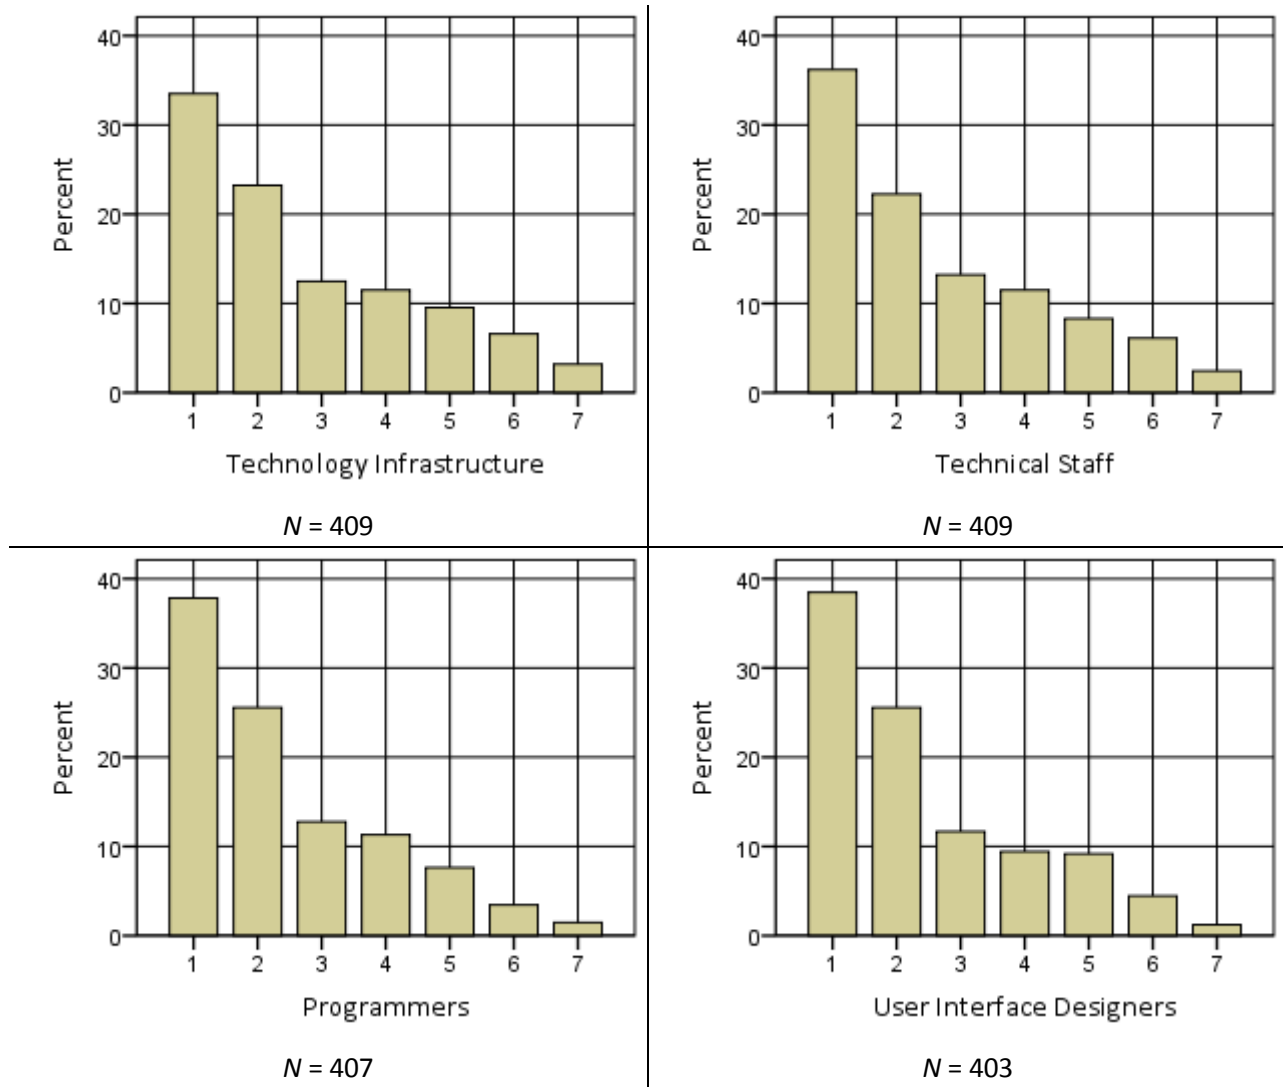 40
30
20
10
0
Percent
1 2 3 4 5 6 7
Technology Infrastructure
N = 409
40
30
20
10
0
Percent
1 2 3 4 5 6 7
Technical Staff
N = 409
40
30
20
10
0
Percent
1 2 3 4 5 6 7
Programmers
N = 407
40
30
20
10
0
Percent
1 2 3 4 5 6 7
User Interface Designers
N = 403